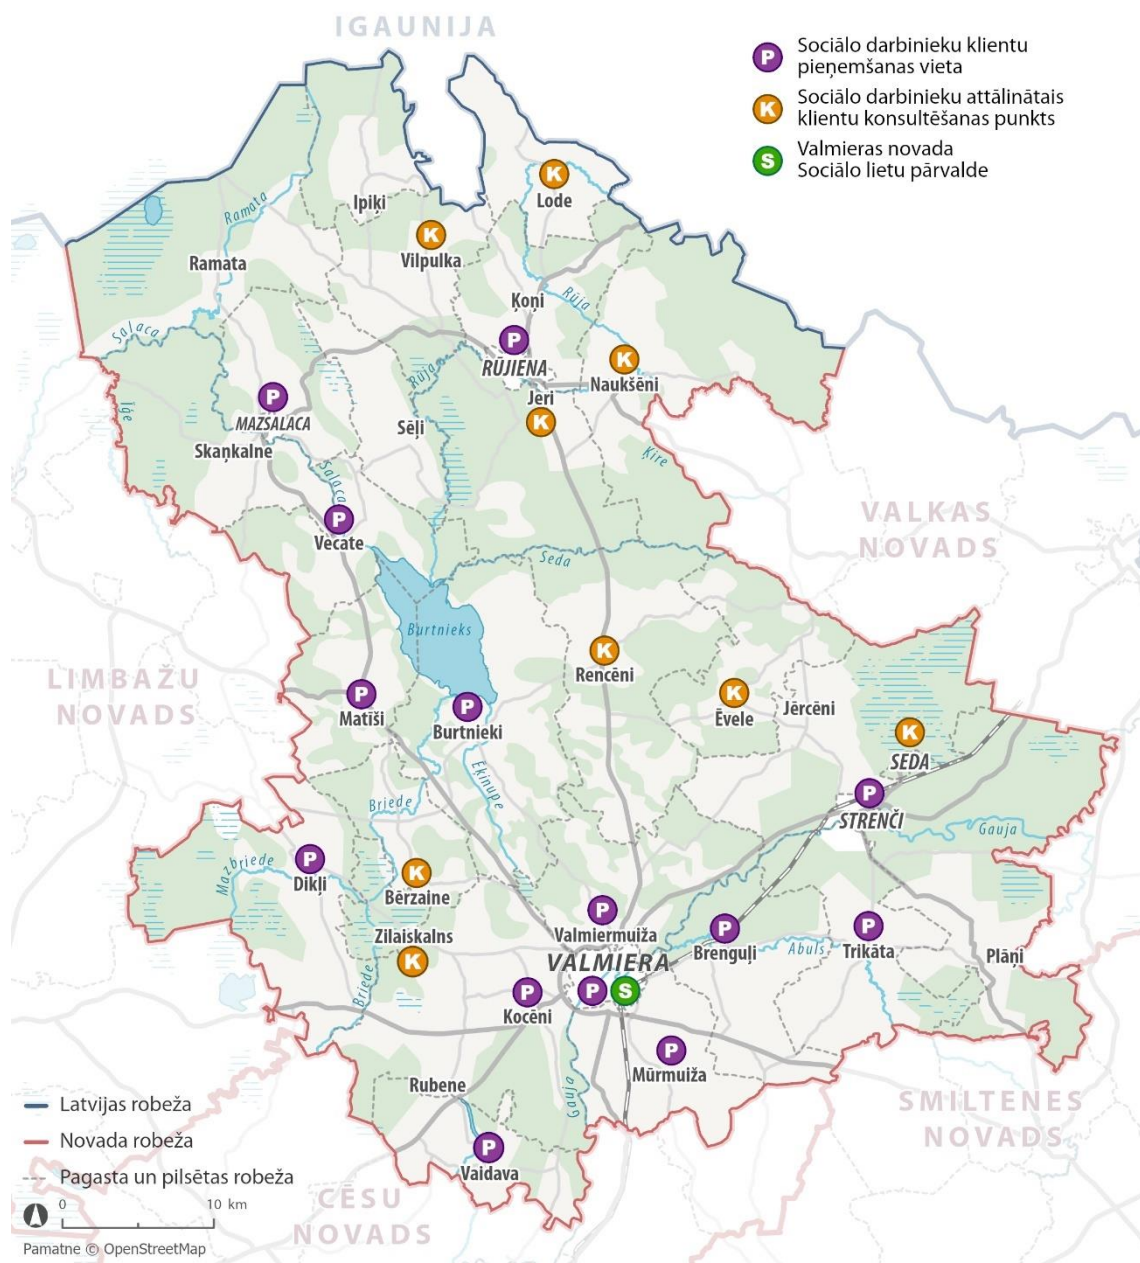 IGAUNIJA
P
Sociālo darbinieku klientu
pieņemšanas vieta
K
Sociālo darbinieku attālinātais
klientu konsultēšanas punkts
S
Valmieras novada
Sociālo lietu pārvalde
K
Lode
Ipiķi
Ramata
K
Vilpulka
Ramata
Ķoņi
Rūja
Salaca
P
RŪJIENA
K
Naukšēni
Rūja
Jeri
K
P
MAZSALACA
Iģe
Sēļi
Skaņkalne
Salaca
Ķire
P
Vecate
VALKAS
NOVADS
Seda
Burtnieks
K
Rencēni
LIMBAŽU
NOVADS
P
Matīši
P
Burtnieki
K
Ēvele
Jērcēni
K
SEDA
Eķinupe
Briede
P
STRENČI
Gauja
Mazbriede
P
Dikļi
K
Bērzaine
P
Valmiermuiža
Zilaiskalns
K
P
Brenguļi
Abuls
P
Trikāta
Plāņi
VALMIERA
P
S
P
Kocēni
Briede
P
Mūrmuiža
Rubene
Gauja
SMILTENES
NOVADS
P
Vaidava
CĒSU
NOVADS
Latvijas robeža
Novada robeža
Pagasta un pilsētas robeža
0 10 km
Pamatne © OpenStreetMap